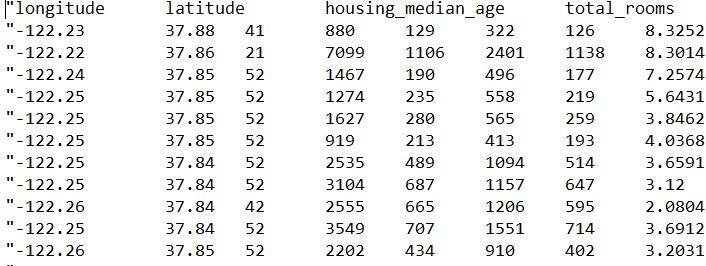 "longitude latitude housing_median_age total_rooms
"-122.23 37.88 41 880 129 322 126 8.3252
"-122.22 37.86 21 7099 1106 2401 1138 8.3014
"-122.24 37.85 52 1467 190 496 177 7.2574
"-122.25 37.85 52 1274 235 558 219 5.6431
"-122.25 37.85 52 1627 280 565 259 3.8462
"-122.25 37.85 52 919 213 413 193 4.0368
"-122.25 37.84 52 2535 489 1094 514 3.6591
"-122.25 37.84 52 3104 687 1157 647 3.12
"-122.26 37.84 42 2555 665 1206 595 2.0804
"-122.25 37.84 52 3549 707 1551 714 3.6912
"-122.26 37.85 52 2202 434 910 402 3.2031